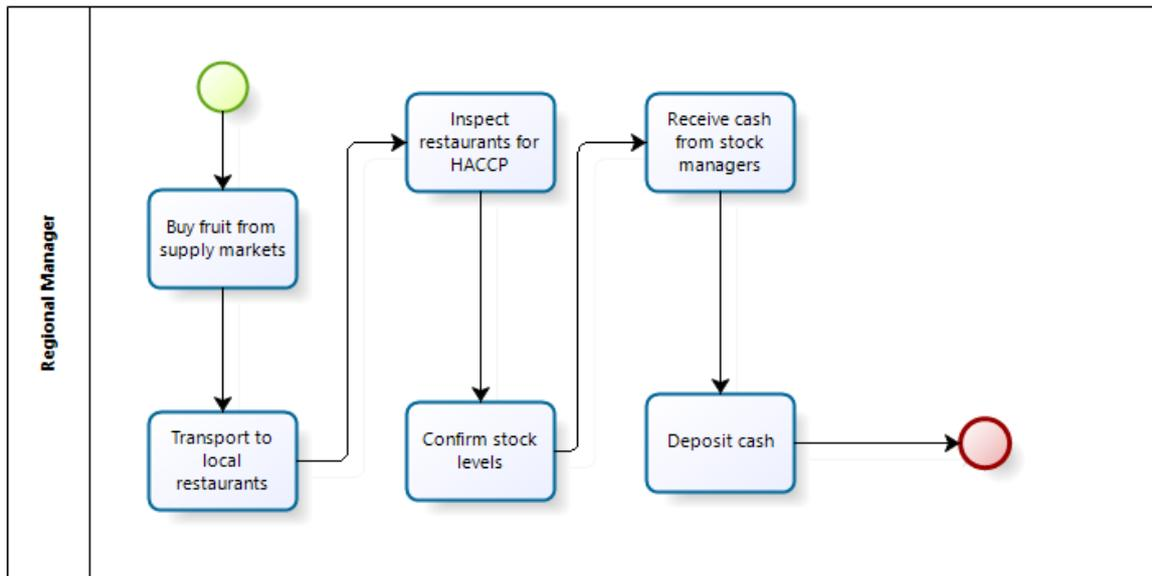 Regional Manager
Buy fruit from
supply markets
Transport to
local
restaurants
Inspect
restaurants for
HACCP
Confirm stock
levels
Receive cash
from stock
managers
Deposit cash